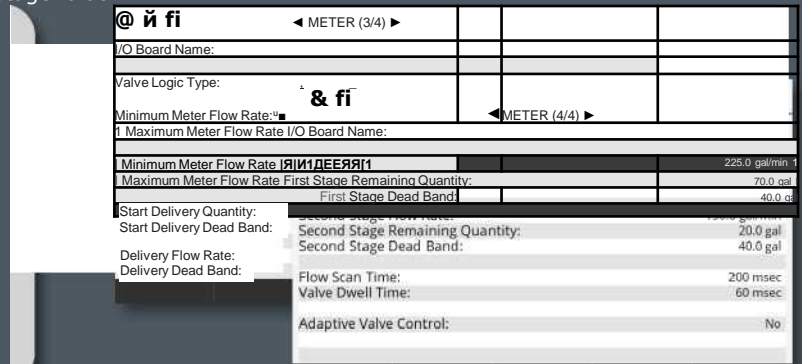 @ й fi ◄ METER (3/4) ►
I/O Board Name:
Valve Logic Type:
& fi
Minimum Meter Flow Rate: ◄METER (4/4) ►
1 Maximum Meter Flow Rate I/O Board Name:
Minimum Meter Flow Rate 225.0 gal/min
Maximum Meter Flow Rate First Stage Remaining Quantity: 70.0 gal
First Stage Dead Band: 40.0
Start Delivery Quantity:
Second Stage Flow Rate:
Start Delivery Dead Band:
Second Stage Remaining Quantity: 20.0 gal
Second Stage Dead Band: 40.0 gal
Delivery Flow Rate:
Delivery Dead Band:
Flow Scan Time: 200 msec
Valve Dwell Time: 60 msec
Adaptive Valve Control: No